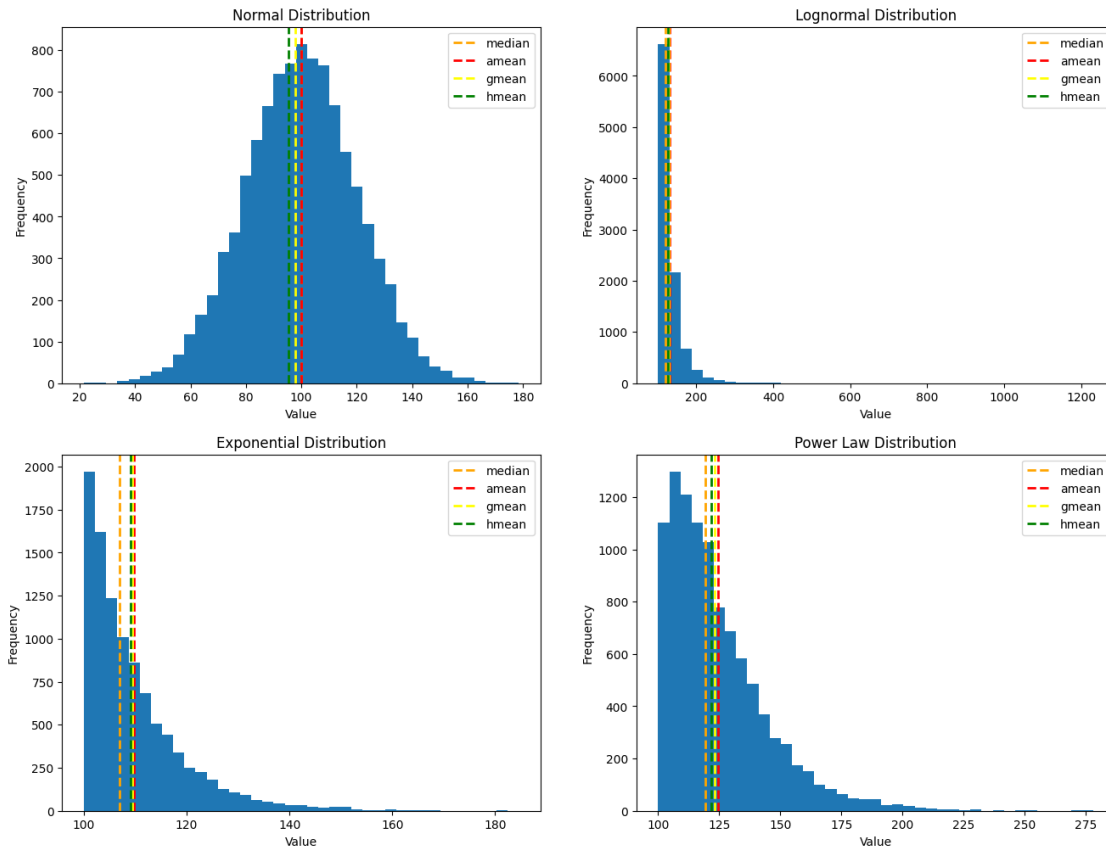 Normal Distribution
Frequency
800
700
600
500
400
300
200
100
0
median
amean
gmean
hmean
20 40 60 80 100 120 140 160 180
Value
Lognormal Distribution
Frequency
6000
5000
4000
3000
2000
1000
0
median
amean
gmean
hmean
200 400 600 800 1000 1200
Value
Exponential Distribution
Frequency
2000
1750
1500
1250
1000
750
500
250
0
median
amean
gmean
hmean
100 120 140 160 180
Value
Power Law Distribution
Frequency
1200
1000
800
600
400
200
0
median
amean
gmean
hmean
100 125 150 175 200 225 250 275
Value